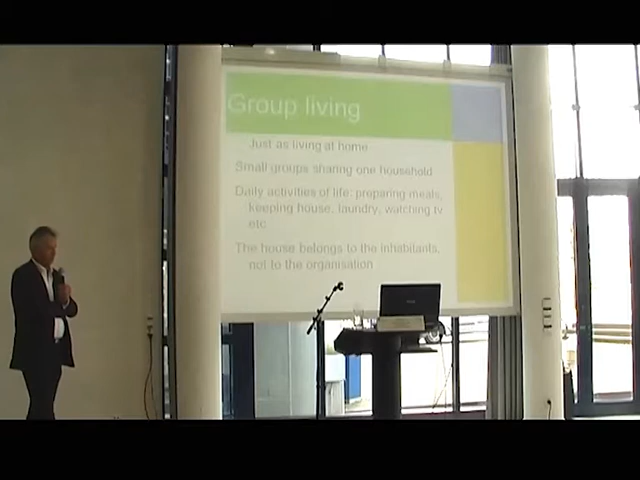 Group living
Just as living at home
Small groups sharing one household
Daily activities of life: preparing meals,
keeping house, laundry, watching tv
etc
The house belongs to the inhabitants,
not to the organisation